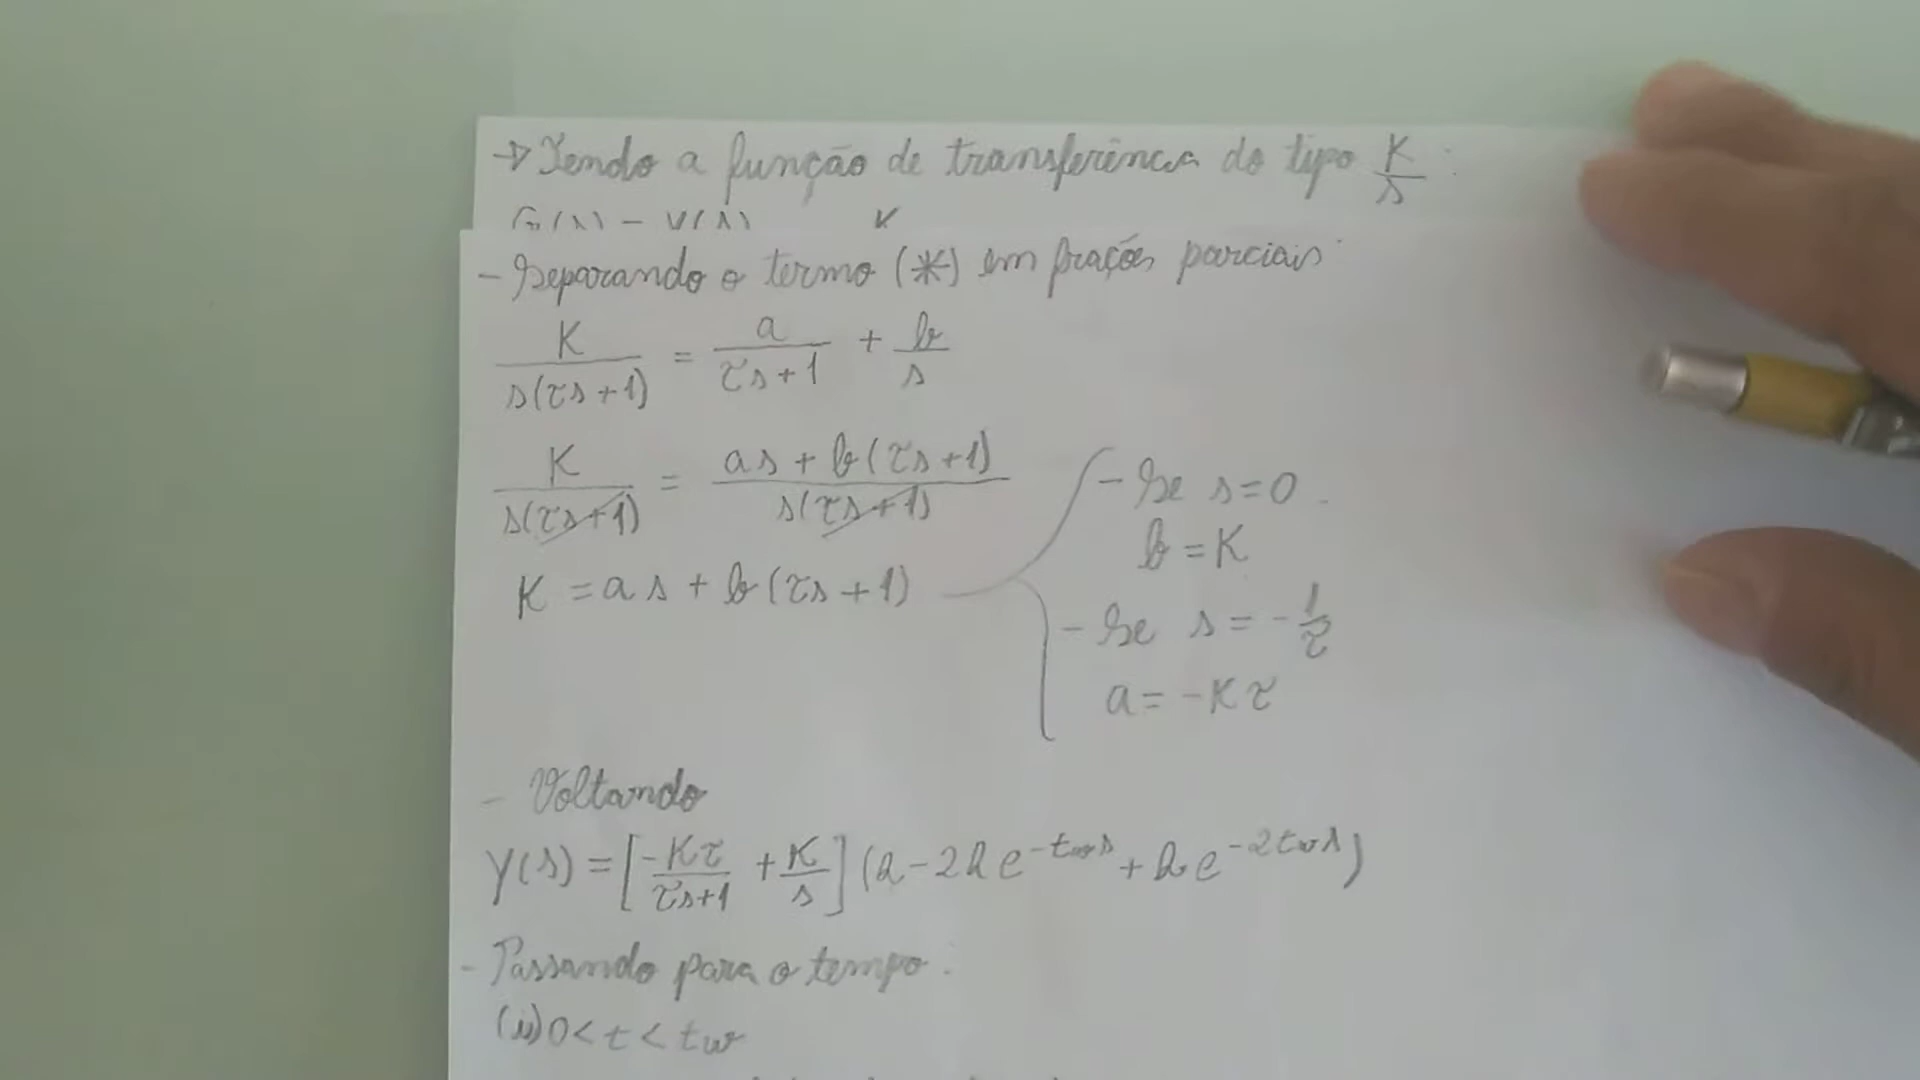 → Tendo a função de transferência do tipo K/s :
G(s) = Y(s) K
- Separando o termo (*) em frações parciais
K/s(τs+1) = a/τs+1 + b/s
K/s(τs+1) = as + b(τs+1)/s(τs+1)
K = as + b(τs+1)
- Se s=0
b = K
- Se s = -1/τ
a = -Kτ
- Voltando
Y(s) = [-Kτ/τs+1 + K/s] (h - 2h e^-tws + h e^-2tws)
- Passando para o tempo :
(i) 0 < t < tw